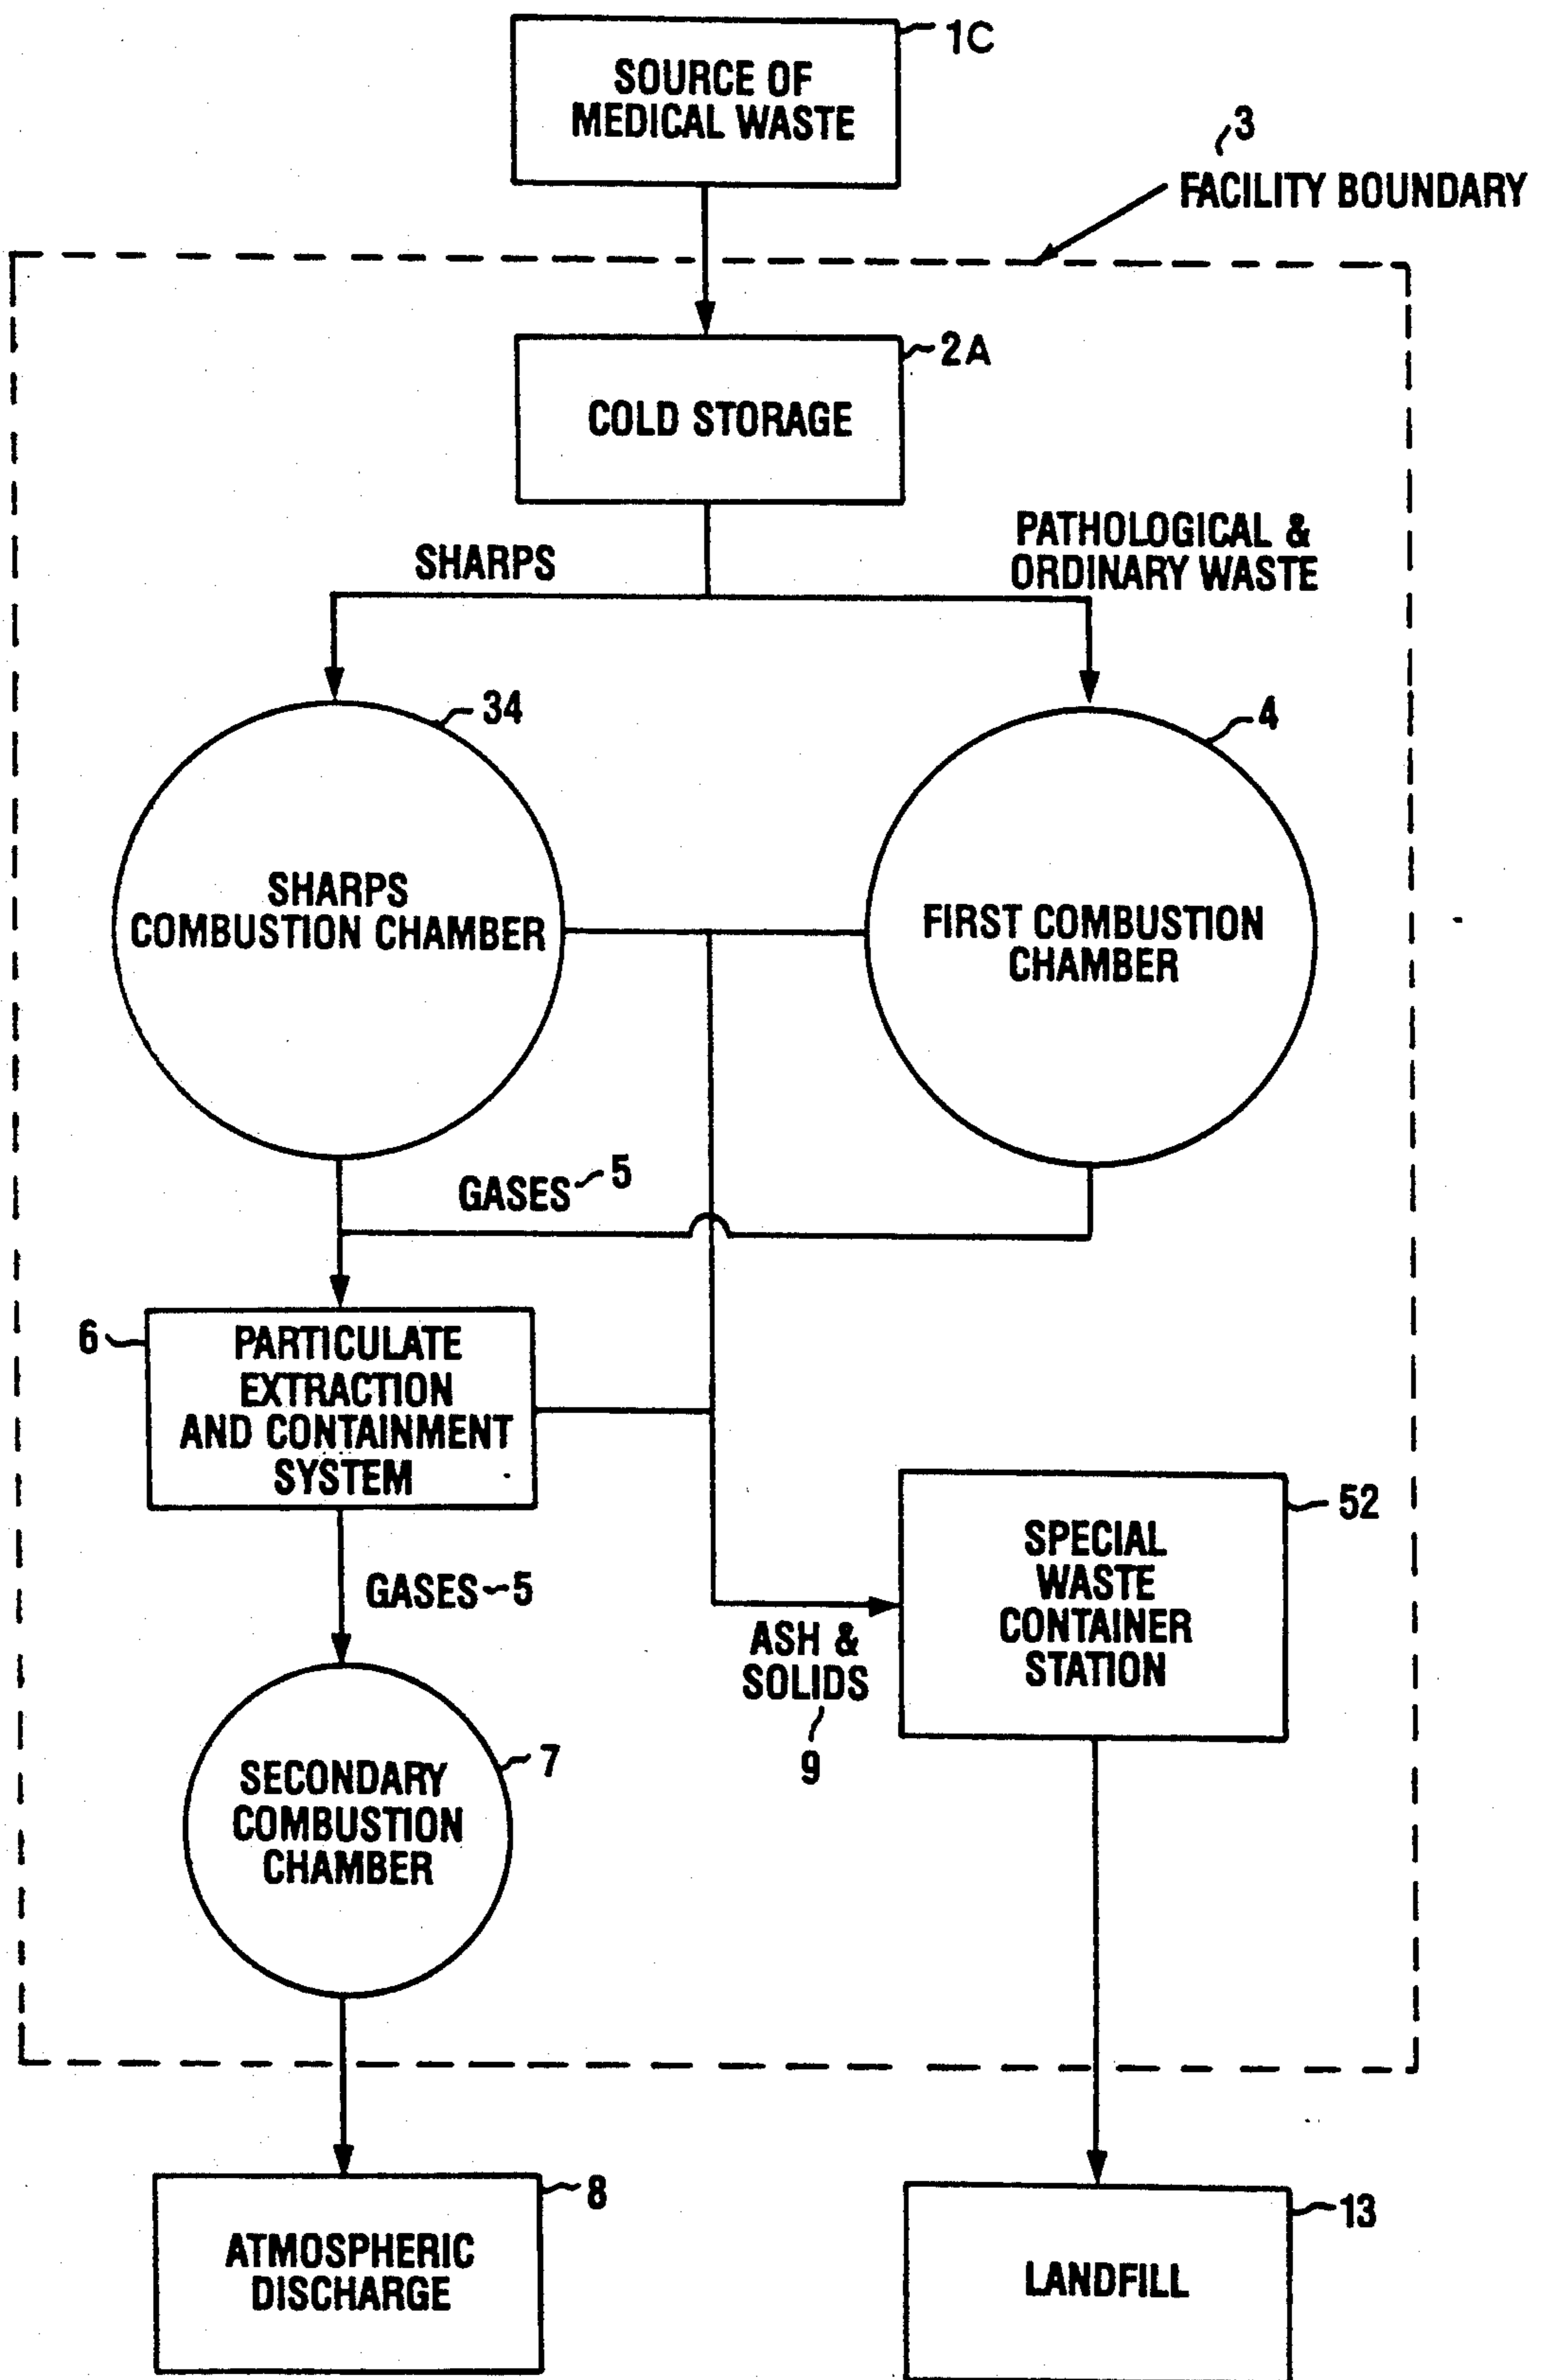 1C
SOURCE OF
MEDICAL WASTE
3
FACILITY BOUNDARY
2A
COLD STORAGE
SHARPS
PATHOLOGICAL &
ORDINARY WASTE
34
4
SHARPS
COMBUSTION CHAMBER
FIRST COMBUSTION
CHAMBER
GASES 5
6
PARTICULATE
EXTRACTION
AND CONTAINMENT
SYSTEM
52
SPECIAL
WASTE
CONTAINER
STATION
GASES 5
ASH &
SOLIDS
9
7
SECONDARY
COMBUSTION
CHAMBER
8
ATMOSPHERIC
DISCHARGE
13
LANDFILL